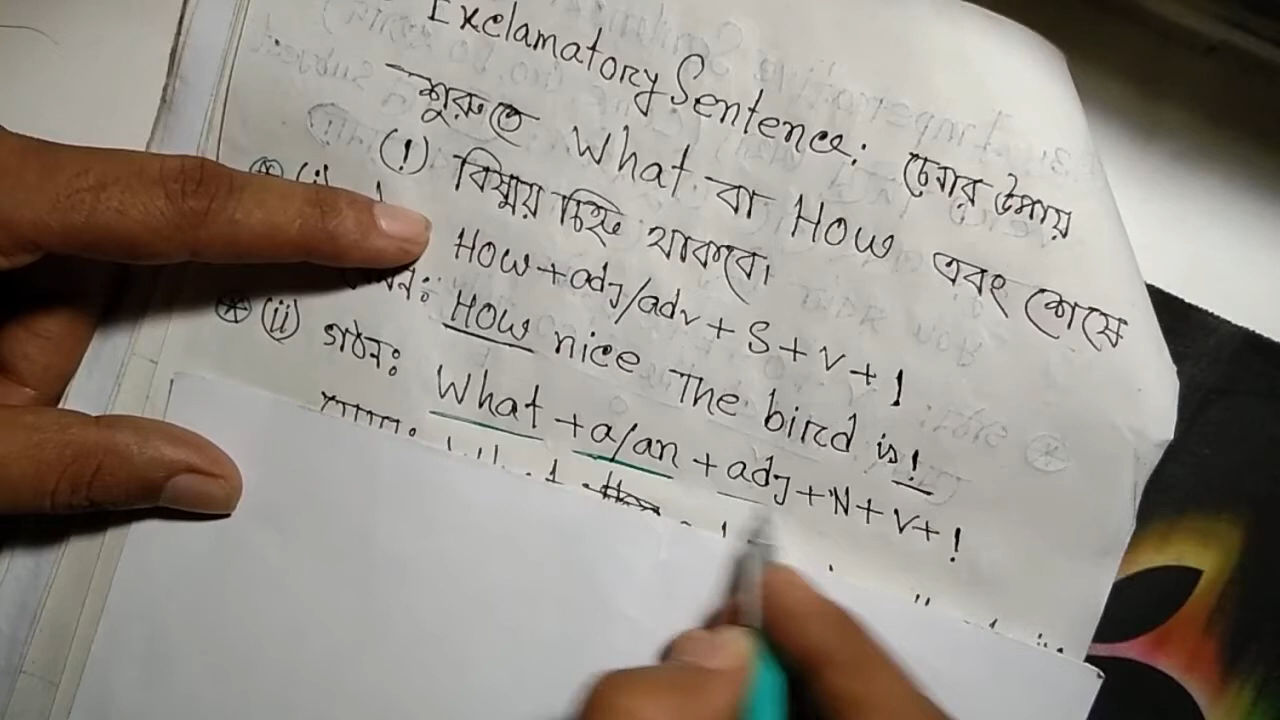 Exclamatory Sentence: চেনার উপায়
শুরুতে What বা How এবং শেষে
(!) বিষ্ময় চিহ্ন থাকবে।
How + adj/adv + S + V + !
How nice The bird is!
(ii) গঠন: What + a/an + adj + N + V + !